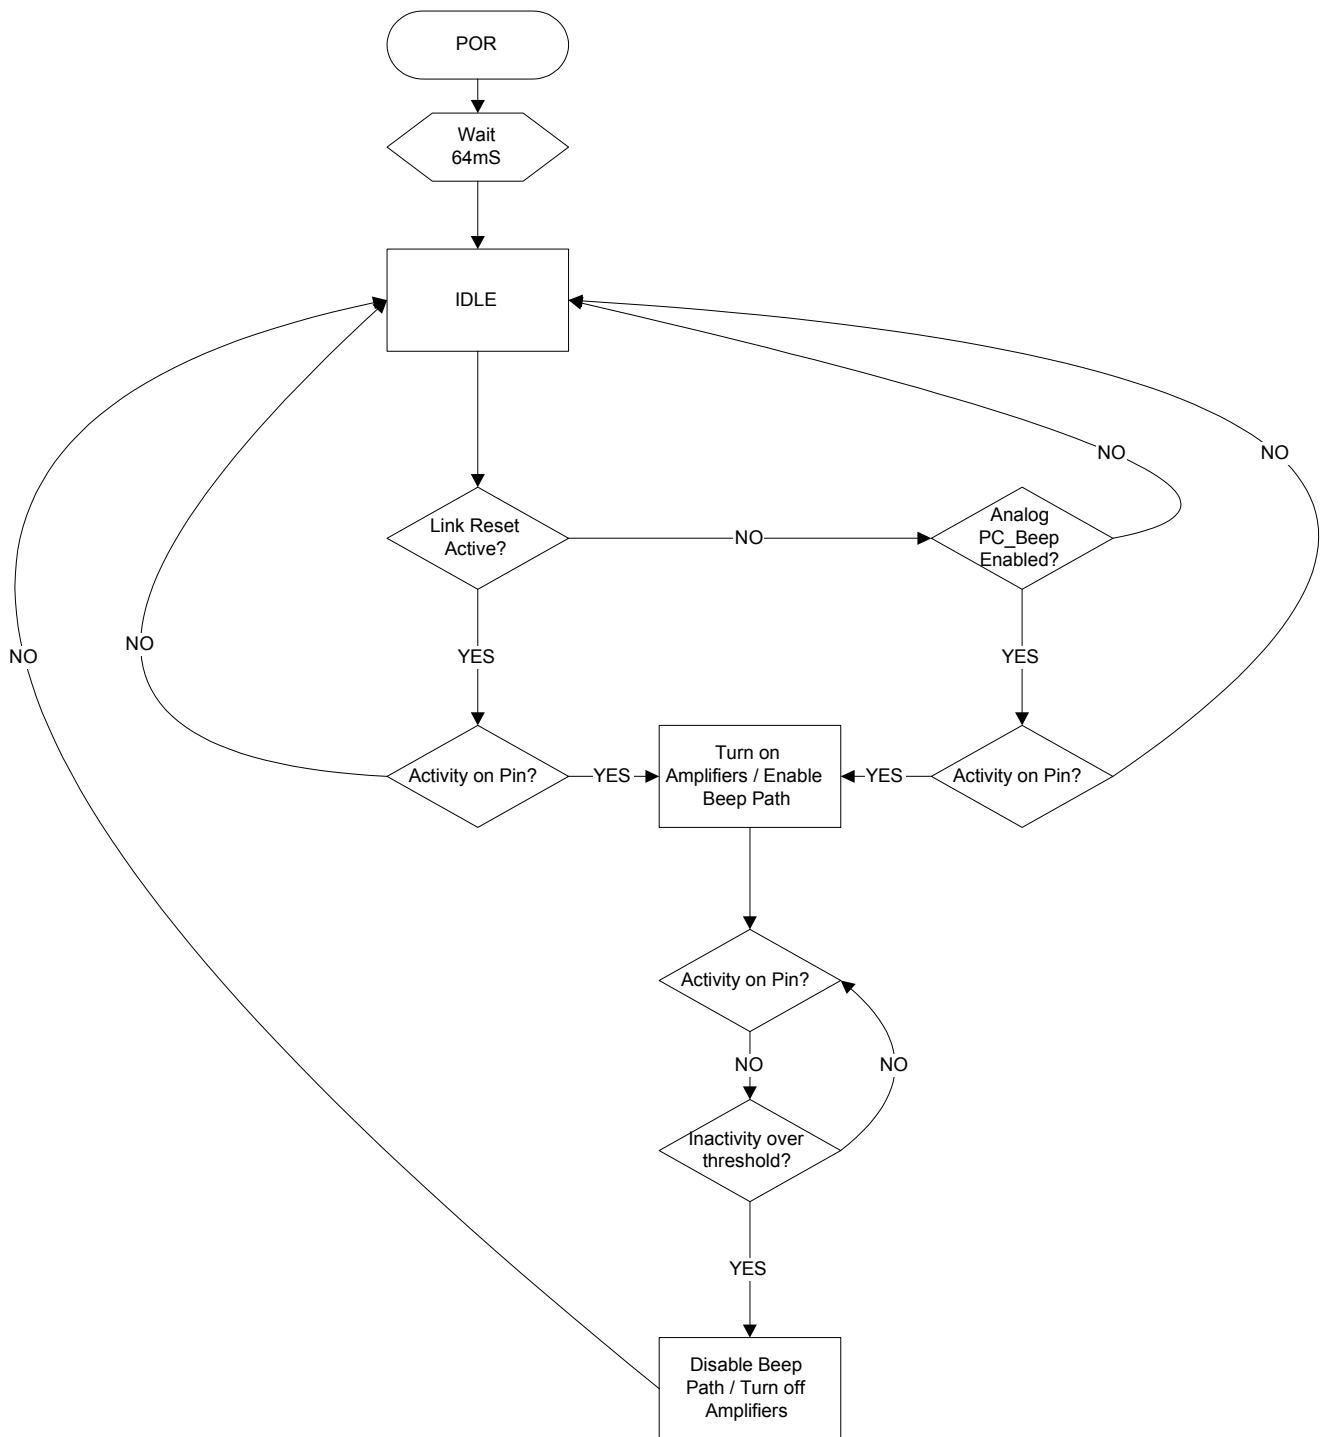 POR
Wait
64mS
IDLE
NO
NO
Link Reset
Active?
NO
Analog
PC_Beep
Enabled?
NO
NO
YES
YES
Activity on Pin?
YES
Turn on
Amplifiers / Enable
Beep Path
YES
Activity on Pin?
Activity on Pin?
NO
NO
Inactivity over
threshold?
YES
Disable Beep
Path / Turn off
Amplifiers